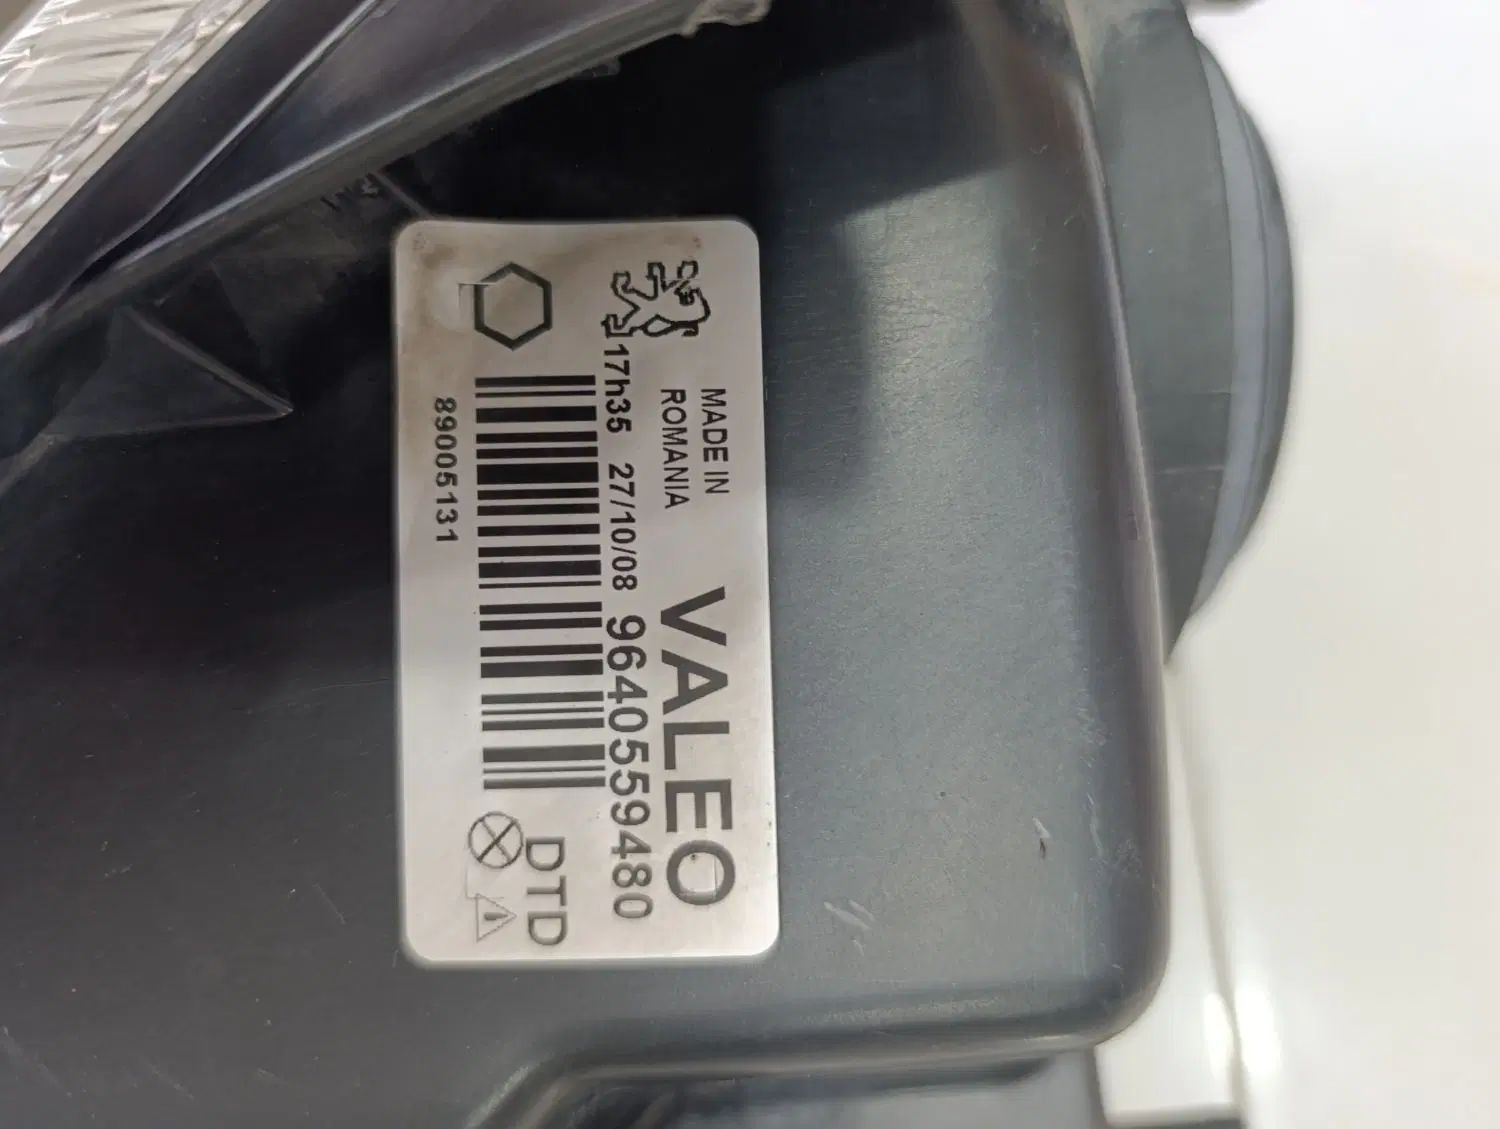 MADE IN
ROMANIA
VALEO
17h35 27/10/08 9640559480
DTD
89005131